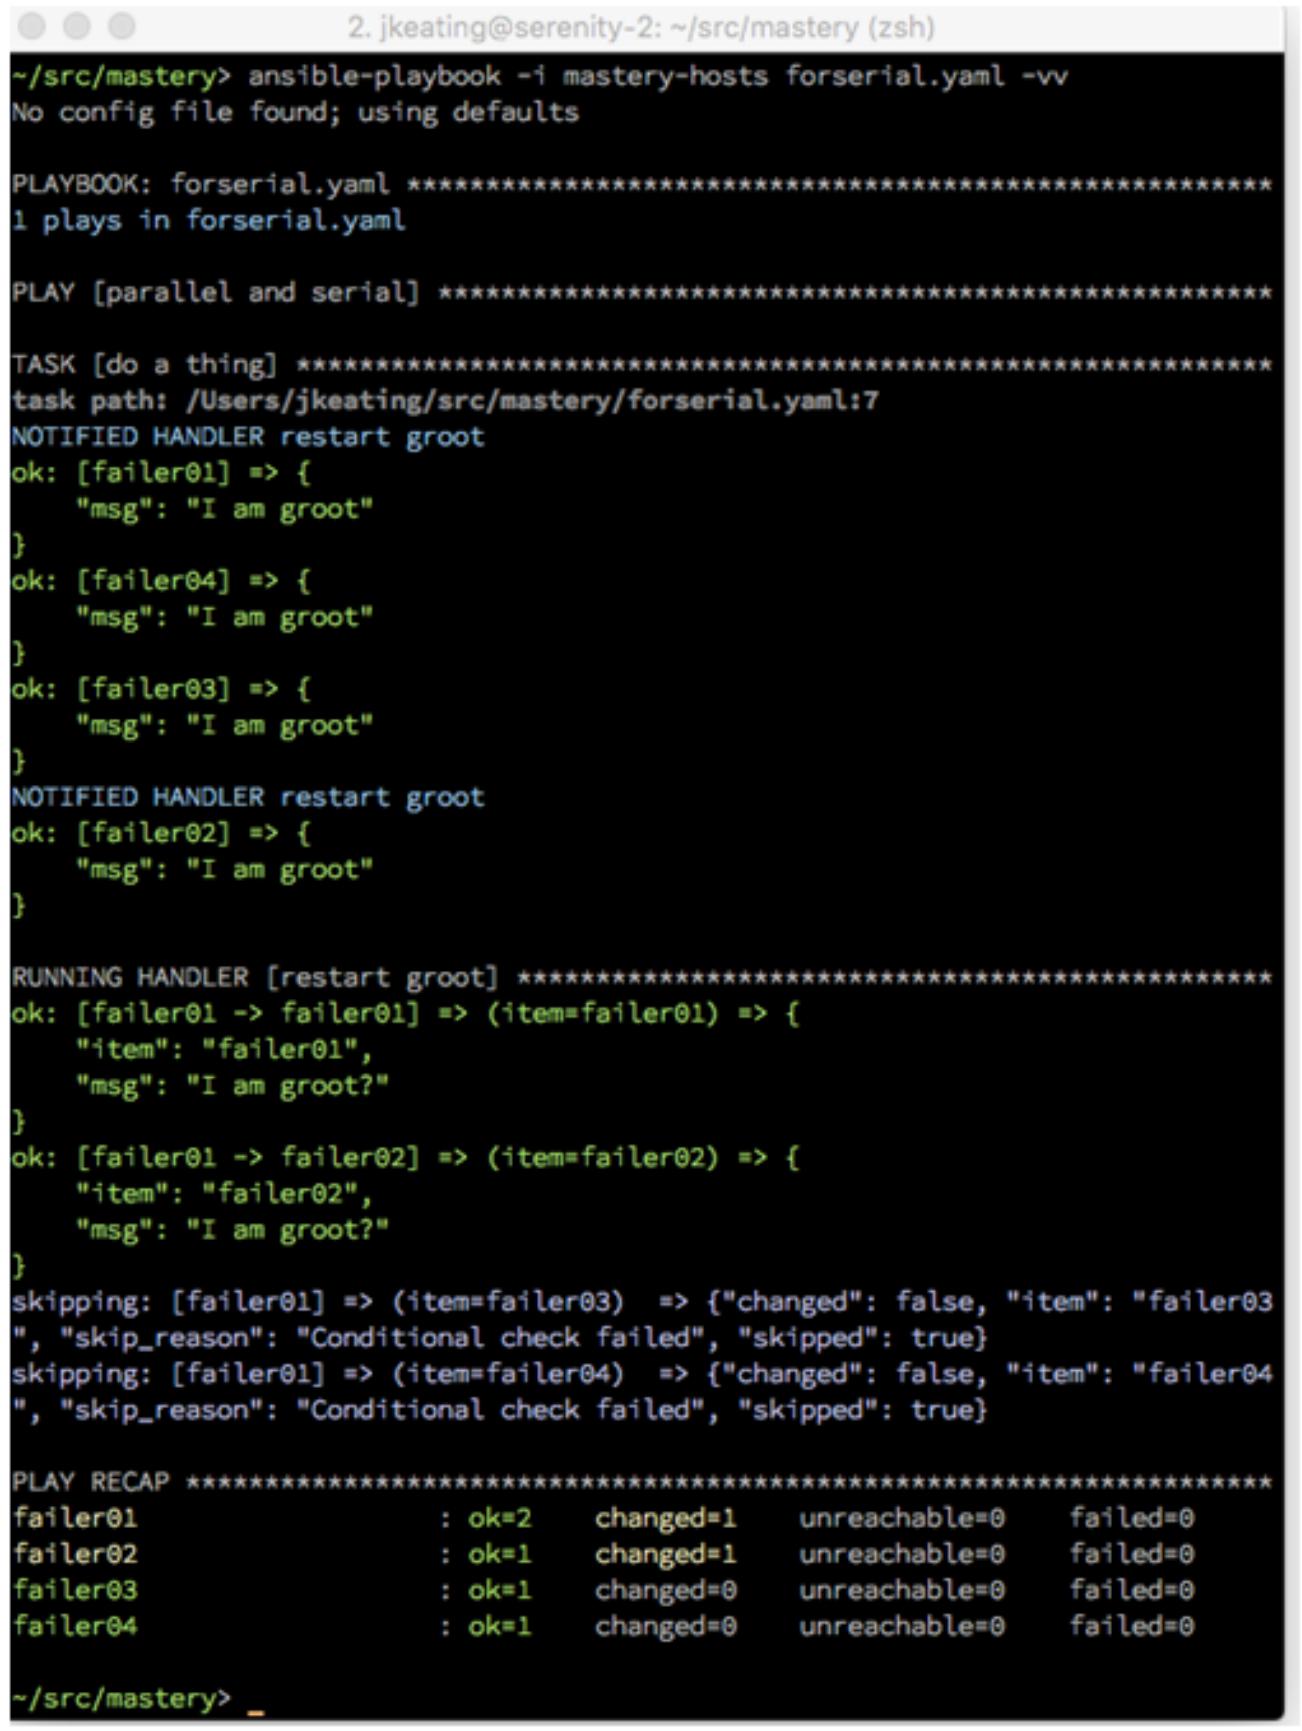 2. jkeating@serenity-2: ~/src/mastery (zsh)
~/src/mastery> ansible-playbook -i mastery-hosts forserial.yaml -vv
No config file found; using defaults
PLAYBOOK: forserial.yaml *******************************************************
1 plays in forserial.yaml
PLAY [parallel and serial] *****************************************************
TASK [do a thing] **************************************************************
task path: /Users/jkeating/src/mastery/forserial.yaml:7
NOTIFIED HANDLER restart groot
ok: [failer01] => {
    "msg": "I am groot"
}
ok: [failer04] => {
    "msg": "I am groot"
}
ok: [failer03] => {
    "msg": "I am groot"
}
NOTIFIED HANDLER restart groot
ok: [failer02] => {
    "msg": "I am groot"
}
RUNNING HANDLER [restart groot] ************************************************
ok: [failer01 -> failer01] => (item=failer01) => {
    "item": "failer01",
    "msg": "I am groot?"
}
ok: [failer01 -> failer02] => (item=failer02) => {
    "item": "failer02",
    "msg": "I am groot?"
}
skipping: [failer01] => (item=failer03)  => {"changed": false, "item": "failer03
", "skip_reason": "Conditional check failed", "skipped": true}
skipping: [failer01] => (item=failer04)  => {"changed": false, "item": "failer04
", "skip_reason": "Conditional check failed", "skipped": true}
PLAY RECAP *********************************************************************
failer01                   : ok=2    changed=1    unreachable=0    failed=0
failer02                   : ok=1    changed=1    unreachable=0    failed=0
failer03                   : ok=1    changed=0    unreachable=0    failed=0
failer04                   : ok=1    changed=0    unreachable=0    failed=0
~/src/mastery> _